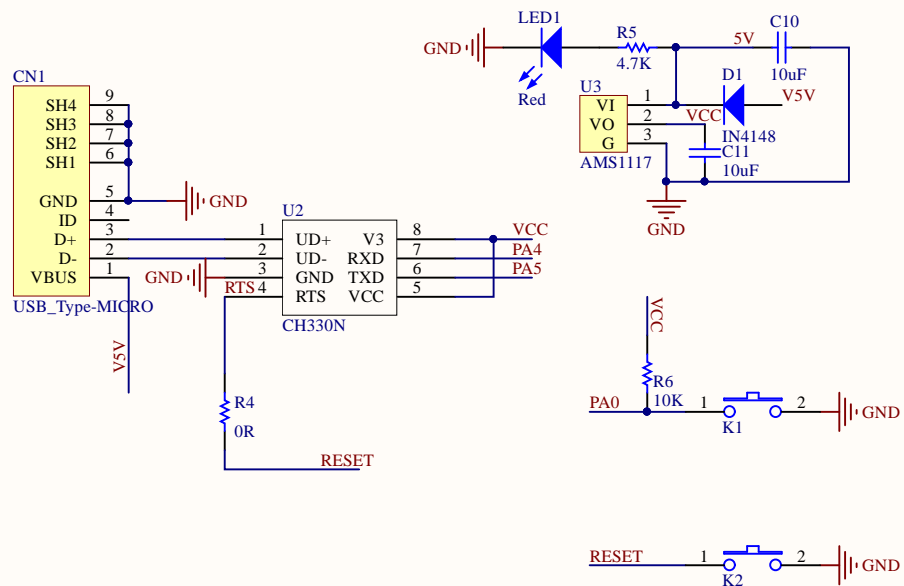 LED1
GND
R5
4.7K
Red
5V
C10
10uF
U3
VI 1
VO 2
G 3
AMS1117
D1
V5V
VCC
IN4148
C11
10uF
GND
CN1
SH4 9
SH3 8
SH2 7
SH1 6
GND 5
ID 4
D+ 3
D- 2
VBUS 1
USB_Type-MICRO
GND
V5V
U2
1 UD+ V3 8 VCC
2 UD- RXD 7 PA4
GND 3 GND TXD 6 PA5
RTS 4 RTS VCC 5
CH330N
R4
0R
RESET
VCC
R6
10K
PA0 1 2 GND
K1
RESET 1 2 GND
K2